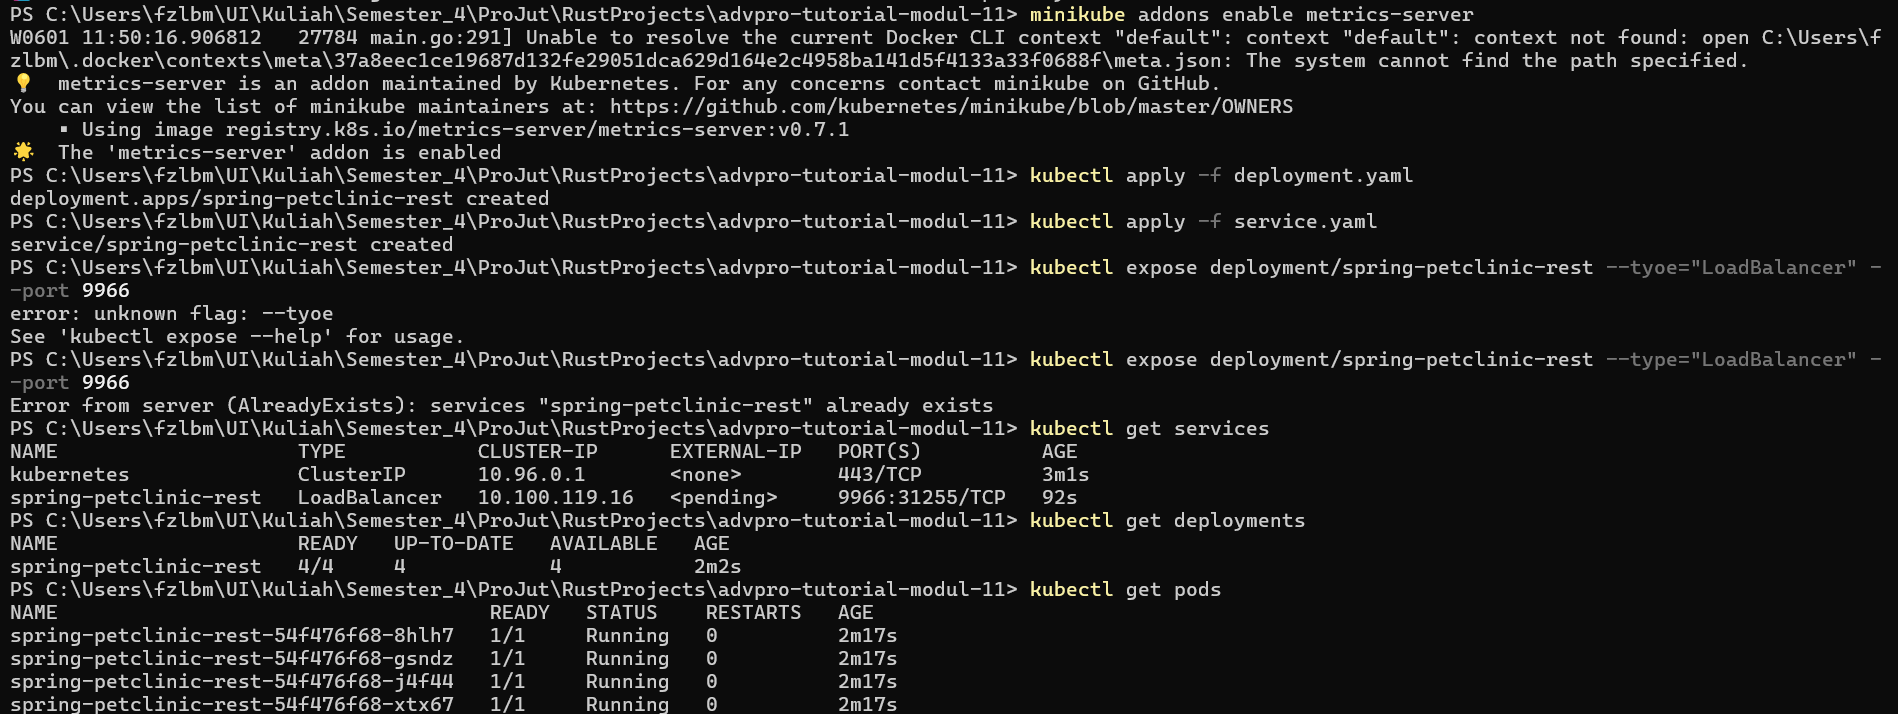 PS C:\Users\fzlbm\UI\Kuliah\Semester_4\ProJut\RustProjects\advpro-tutorial-modul-11> minikube addons enable metrics-server
W0601 11:50:16.906812   27784 main.go:291] Unable to resolve the current Docker CLI context "default": context "default": context not found: open C:\Users\f
zlbm\.docker\contexts\meta\37a8eec1ce19687d132fe29051dca629d164e2c4958ba141d5f4133a33f0688f\meta.json: The system cannot find the path specified.
💡  metrics-server is an addon maintained by Kubernetes. For any concerns contact minikube on GitHub.
You can view the list of minikube maintainers at: https://github.com/kubernetes/minikube/blob/master/OWNERS
    ▪ Using image registry.k8s.io/metrics-server/metrics-server:v0.7.1
🌟  The 'metrics-server' addon is enabled
PS C:\Users\fzlbm\UI\Kuliah\Semester_4\ProJut\RustProjects\advpro-tutorial-modul-11> kubectl apply -f deployment.yaml
deployment.apps/spring-petclinic-rest created
PS C:\Users\fzlbm\UI\Kuliah\Semester_4\ProJut\RustProjects\advpro-tutorial-modul-11> kubectl apply -f service.yaml
service/spring-petclinic-rest created
PS C:\Users\fzlbm\UI\Kuliah\Semester_4\ProJut\RustProjects\advpro-tutorial-modul-11> kubectl expose deployment/spring-petclinic-rest --tyoe="LoadBalancer" -
-port 9966
error: unknown flag: --tyoe
See 'kubectl expose --help' for usage.
PS C:\Users\fzlbm\UI\Kuliah\Semester_4\ProJut\RustProjects\advpro-tutorial-modul-11> kubectl expose deployment/spring-petclinic-rest --type="LoadBalancer" -
-port 9966
Error from server (AlreadyExists): services "spring-petclinic-rest" already exists
PS C:\Users\fzlbm\UI\Kuliah\Semester_4\ProJut\RustProjects\advpro-tutorial-modul-11> kubectl get services
NAME                    TYPE           CLUSTER-IP      EXTERNAL-IP   PORT(S)          AGE
kubernetes              ClusterIP      10.96.0.1       <none>        443/TCP          3m1s
spring-petclinic-rest   LoadBalancer   10.100.119.16   <pending>     9966:31255/TCP   92s
PS C:\Users\fzlbm\UI\Kuliah\Semester_4\ProJut\RustProjects\advpro-tutorial-modul-11> kubectl get deployments
NAME                    READY   UP-TO-DATE   AVAILABLE   AGE
spring-petclinic-rest   4/4     4            4           2m2s
PS C:\Users\fzlbm\UI\Kuliah\Semester_4\ProJut\RustProjects\advpro-tutorial-modul-11> kubectl get pods
NAME                                    READY   STATUS    RESTARTS   AGE
spring-petclinic-rest-54f476f68-8hlh7   1/1     Running   0          2m17s
spring-petclinic-rest-54f476f68-gsndz   1/1     Running   0          2m17s
spring-petclinic-rest-54f476f68-j4f44   1/1     Running   0          2m17s
spring-petclinic-rest-54f476f68-xtx67   1/1     Running   0          2m17s